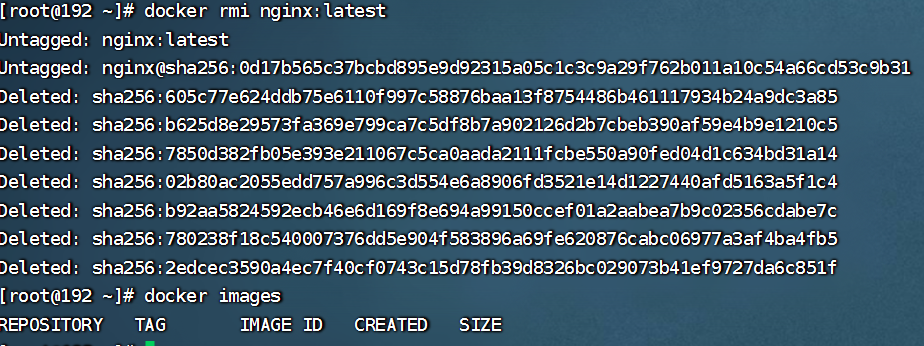 [root@192 ~]# docker rmi nginx:latest
Untagged: nginx:latest
Untagged: nginx@sha256:0d17b565c37bcbd895e9d92315a05c1c3c9a29f762b011a10c54a66cd53c9b31
Deleted: sha256:605c77e624ddb75e6110f997c58876baa13f8754486b461117934b24a9dc3a85
Deleted: sha256:b625d8e29573fa369e799ca7c5df8b7a902126d2b7cbeb390af59e4b9e1210c5
Deleted: sha256:7850d382fb05e393e211067c5ca0aada2111fcbe550a90fed04d1c634bd31a14
Deleted: sha256:02b80ac2055edd757a996c3d554e6a8906fd3521e14d1227440afd5163a5f1c4
Deleted: sha256:b92aa5824592ecb46e6d169f8e694a99150ccef01a2aabea7b9c02356cdabe7c
Deleted: sha256:780238f18c540007376dd5e904f583896a69fe620876cabc06977a3af4ba4fb5
Deleted: sha256:2edcec3590a4ec7f40cf0743c15d78fb39d8326bc029073b41ef9727da6c851f
[root@192 ~]# docker images
REPOSITORY TAG IMAGE ID CREATED SIZE
[root@192 ~]#